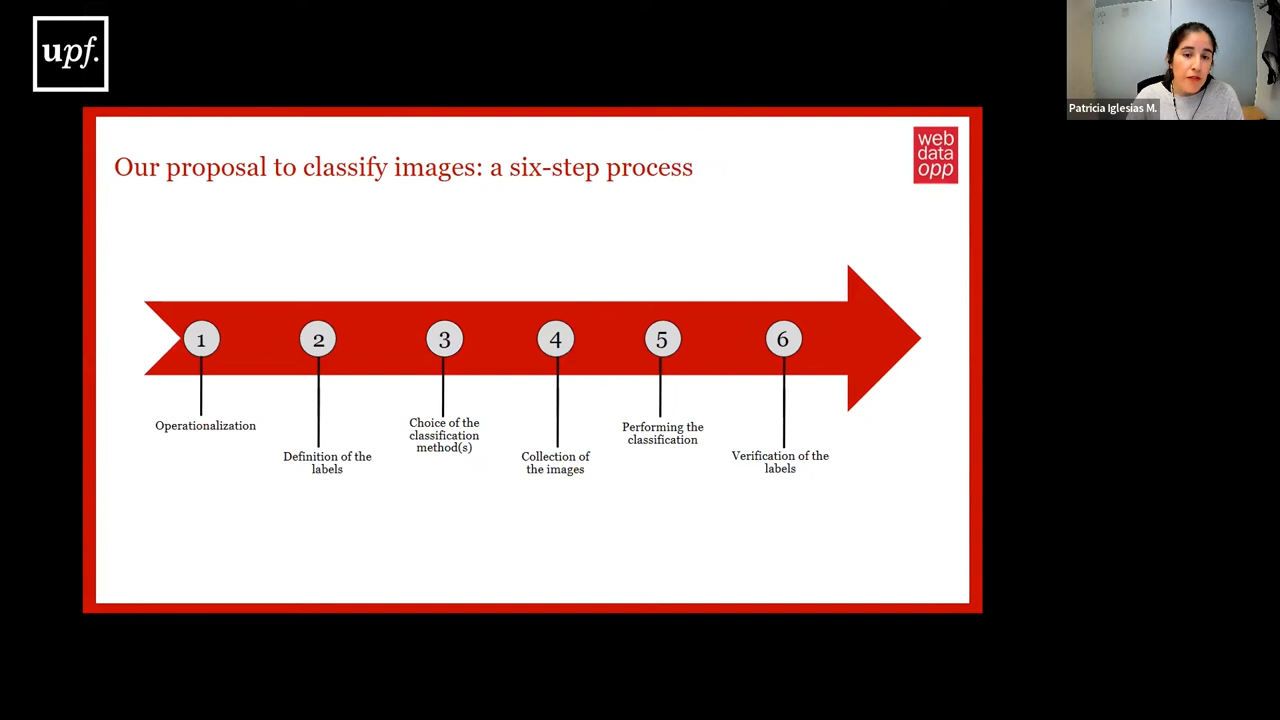 upf.
Patricia Iglesias M.
web
data
opp
Our proposal to classify images: a six-step process
1
2
3
4
5
6
Operationalization
Definition of the
labels
Choice of the
classification
method(s)
Collection of
the images
Performing the
classification
Verification of the
labels